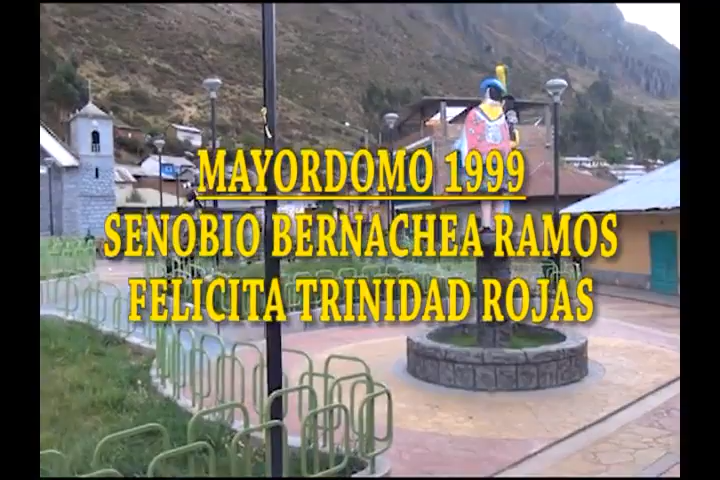 MAYORDOMO 1999
SENOBIO BERNACHEA RAMOS
FELICITA TRINIDAD ROJAS